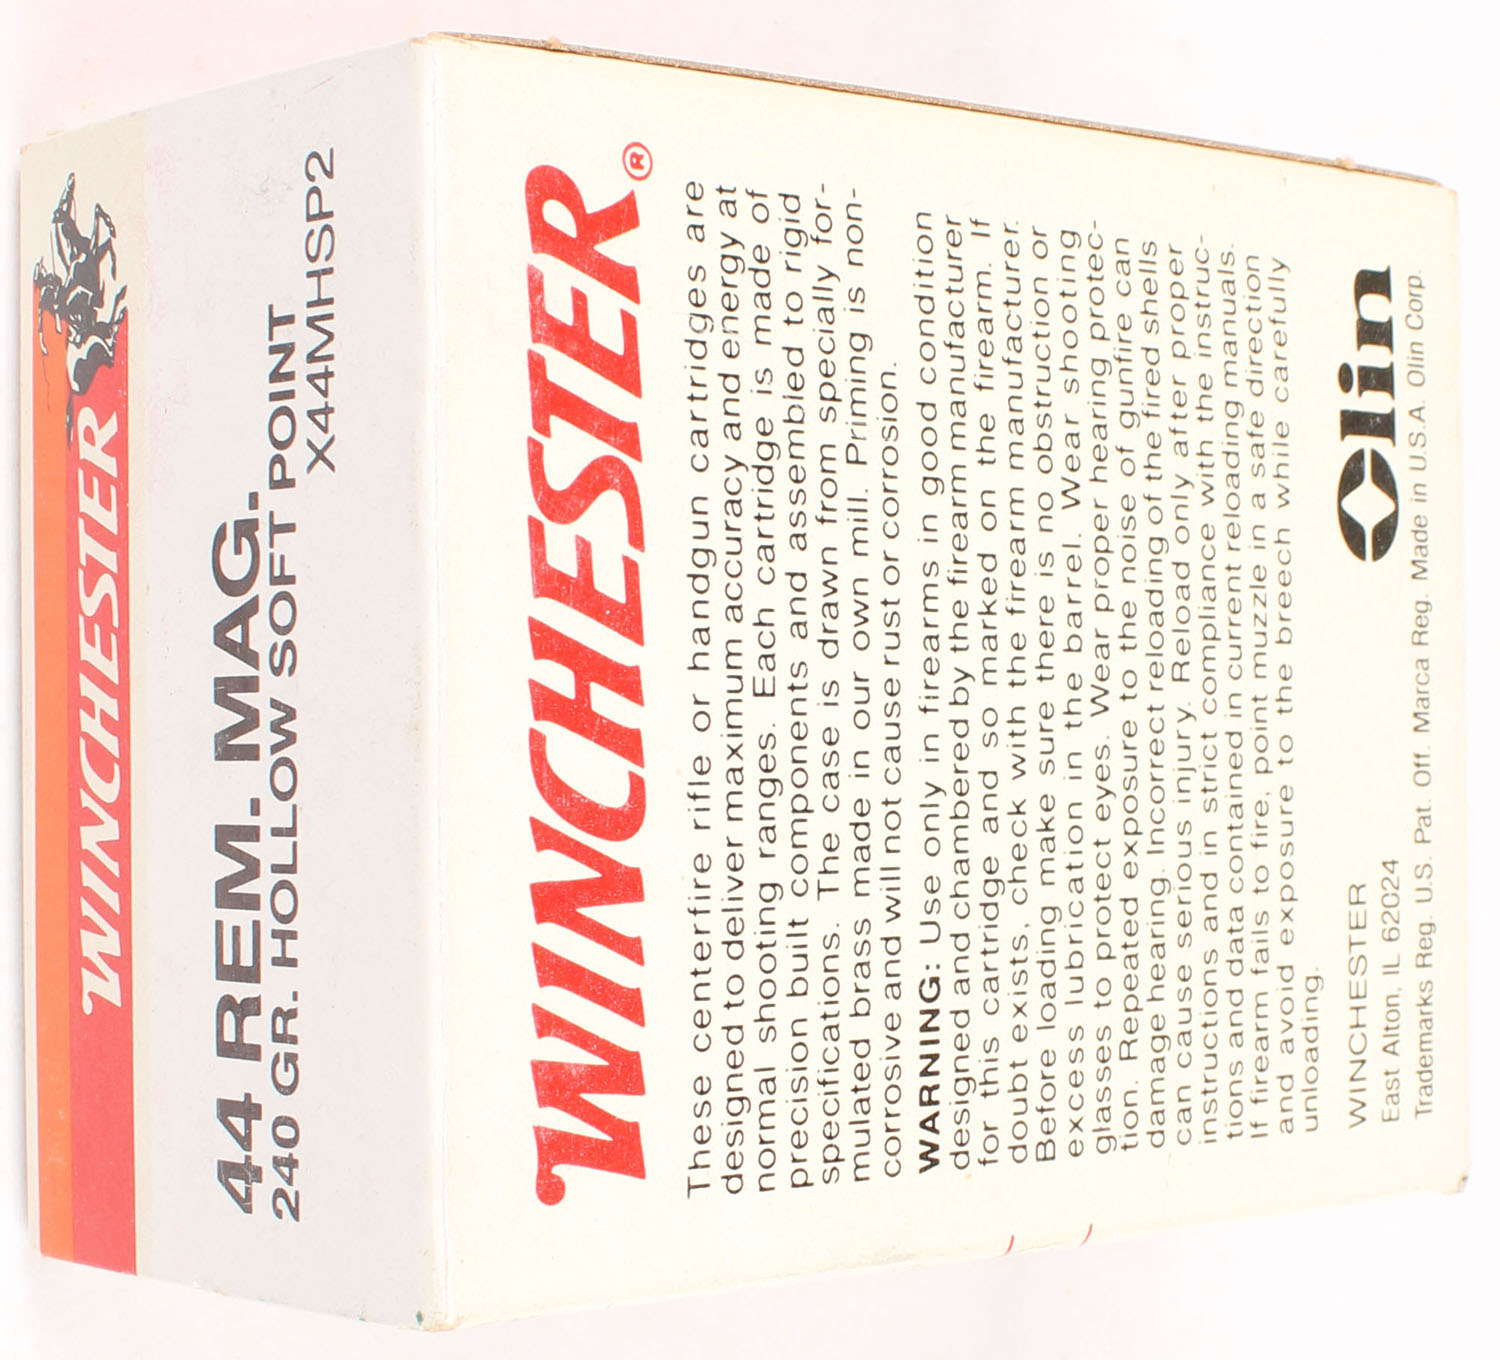 WINCHESTER
44 REM. MAG.
240 GR. HOLLOW SOFT POINT
X44MHSP2
WINCHESTER®
These centerfire rifle or handgun cartridges are
designed to deliver maximum accuracy and energy at
normal shooting ranges. Each cartridge is made of
precision built components and assembled to rigid
specifications. The case is drawn from specially for-
mulated brass made in our own mill. Priming is non-
corrosive and will not cause rust or corrosion.
WARNING: Use only in firearms in good condition
designed and chambered by the firearm manufacturer
for this cartridge and so marked on the firearm. If
doubt exists, check with the firearm manufacturer.
Before loading make sure there is no obstruction or
excess lubrication in the barrel. Wear shooting
glasses to protect eyes. Wear proper hearing protec-
tion. Repeated exposure to the noise of gunfire can
damage hearing. Incorrect reloading of the fired shells
can cause serious injury. Reload only after proper
instructions and in strict compliance with the instruc-
tions and data contained in current reloading manuals.
If firearm fails to fire, point muzzle in a safe direction
and avoid exposure to the breech while carefully
unloading.
WINCHESTER
East Alton, IL 62024
Olin
Trademarks Reg. U.S. Pat. Off. Marca Reg. Made in U.S.A. Olin Corp.